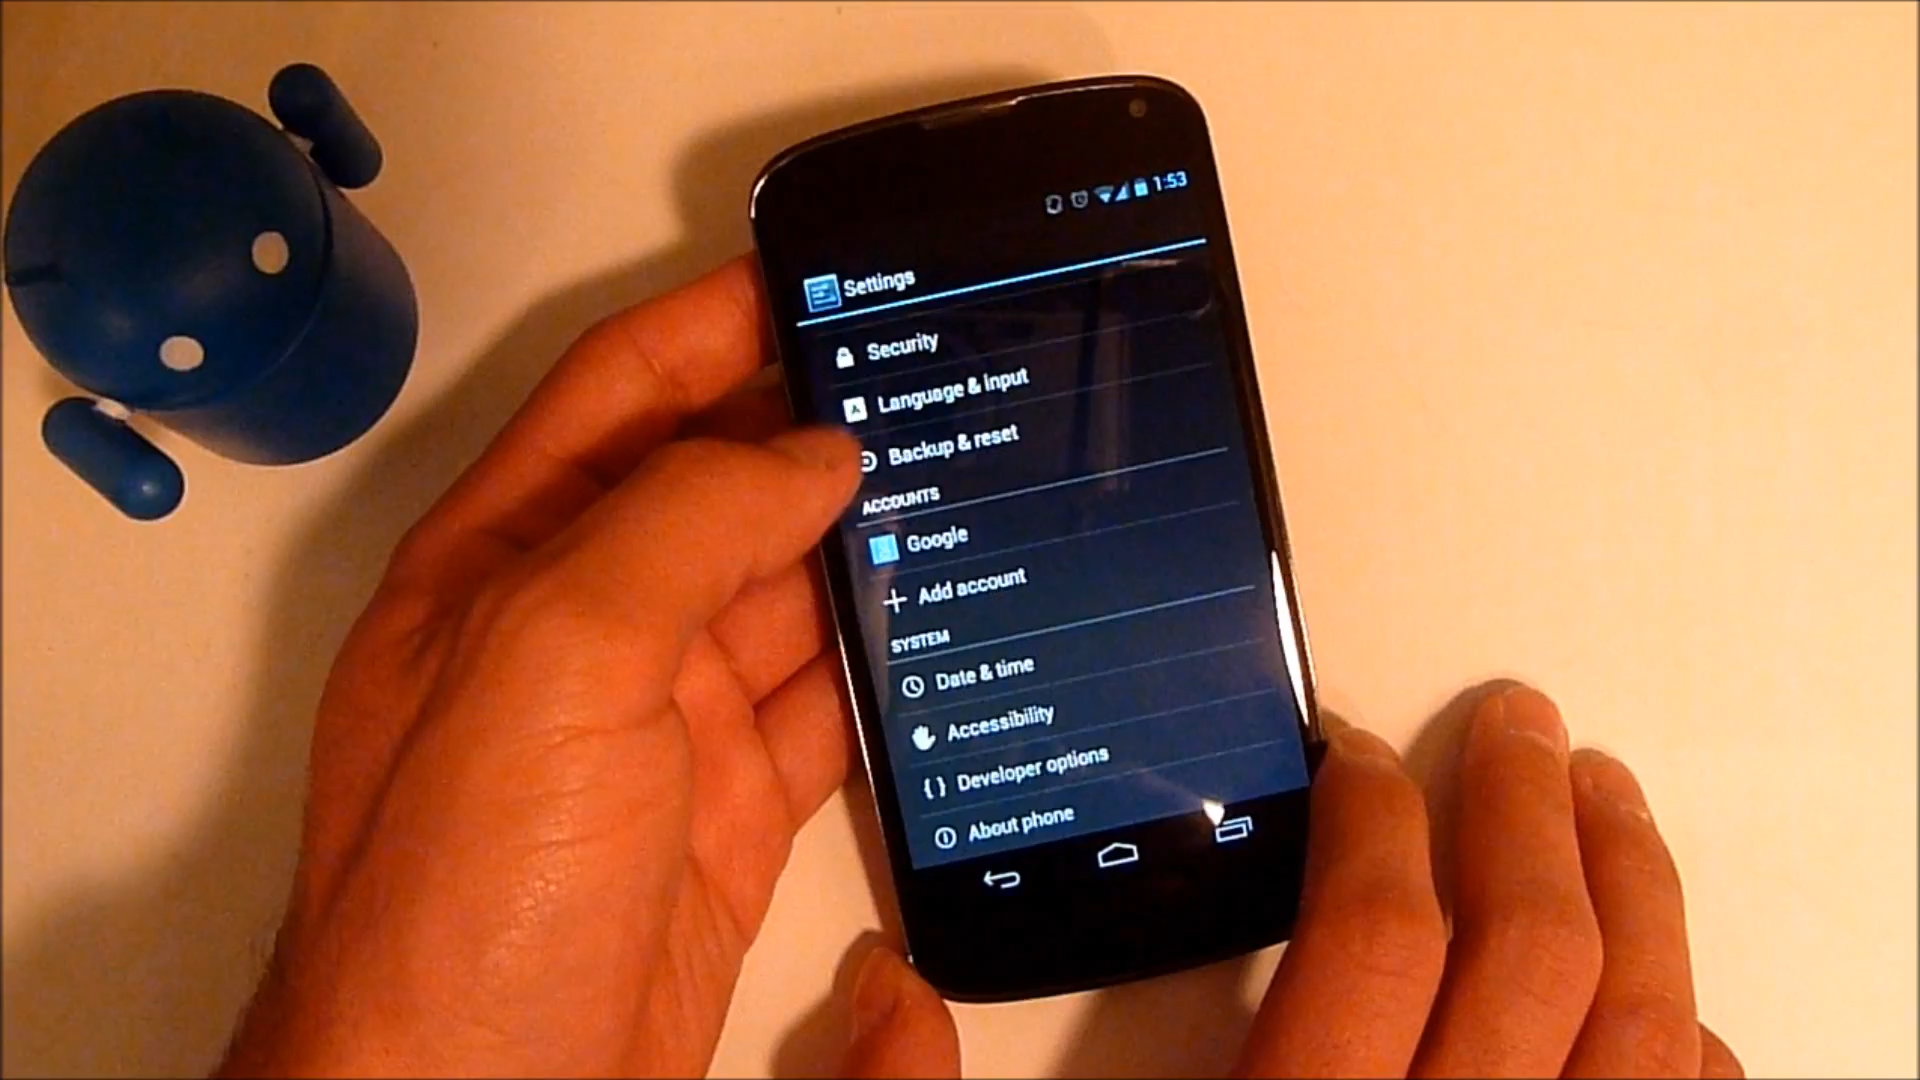 1:53
Settings
Security
Language & input
Backup & reset
ACCOUNTS
Google
Add account
SYSTEM
Date & time
Accessibility
Developer options
About phone